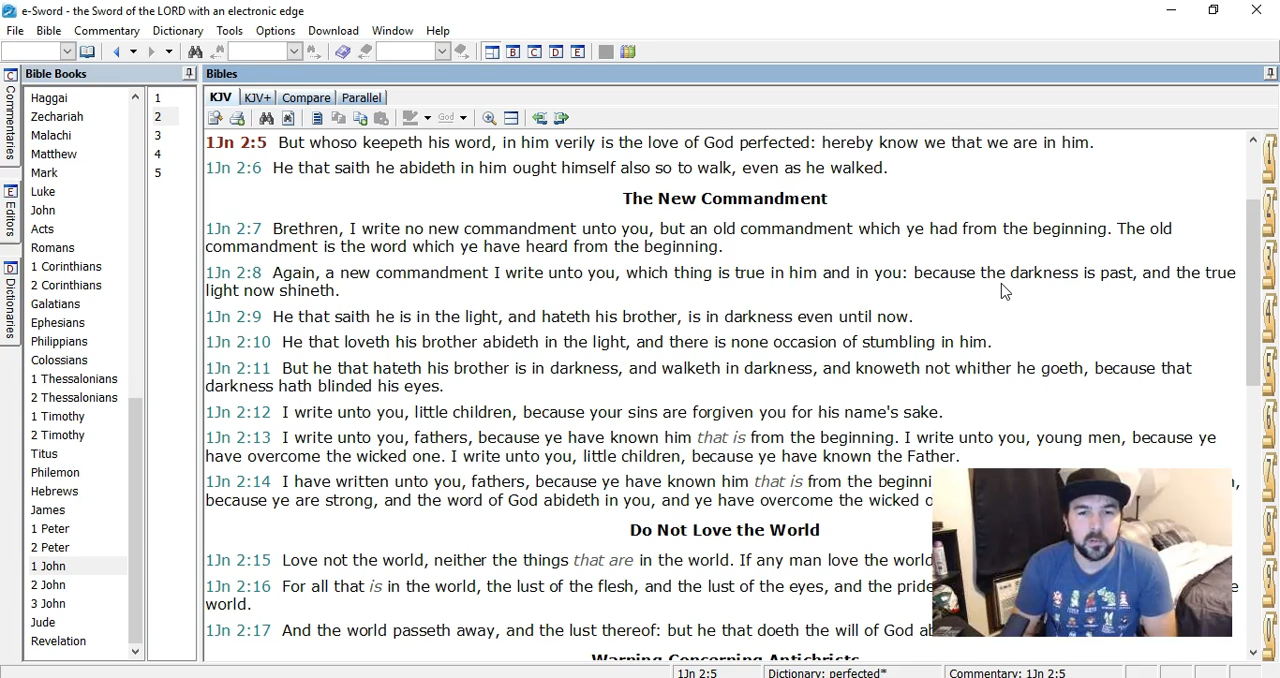 e-Sword - the Sword of the LORD with an electronic edge
File Bible Commentary Dictionary Tools Options Download Window Help
B C D E
C Commentaries
Editors
D Dictionaries
Bible Books
Haggai
Zechariah
Malachi
Matthew
Mark
Luke
John
Acts
Romans
1 Corinthians
2 Corinthians
Galatians
Ephesians
Philippians
Colossians
1 Thessalonians
2 Thessalonians
1 Timothy
2 Timothy
Titus
Philemon
Hebrews
James
1 Peter
2 Peter
1 John
2 John
3 John
Jude
Revelation
1
2
3
4
5
Bibles
KJV KJV+ Compare Parallel
God
1Jn 2:5 But whoso keepeth his word, in him verily is the love of God perfected: hereby know we that we are in him.
1Jn 2:6 He that saith he abideth in him ought himself also so to walk, even as he walked.
The New Commandment
1Jn 2:7 Brethren, I write no new commandment unto you, but an old commandment which ye had from the beginning. The old
commandment is the word which ye have heard from the beginning.
1Jn 2:8 Again, a new commandment I write unto you, which thing is true in him and in you: because the darkness is past, and the true
light now shineth.
1Jn 2:9 He that saith he is in the light, and hateth his brother, is in darkness even until now.
1Jn 2:10 He that loveth his brother abideth in the light, and there is none occasion of stumbling in him.
1Jn 2:11 But he that hateth his brother is in darkness, and walketh in darkness, and knoweth not whither he goeth, because that
darkness hath blinded his eyes.
1Jn 2:12 I write unto you, little children, because your sins are forgiven you for his name's sake.
1Jn 2:13 I write unto you, fathers, because ye have known him that is from the beginning. I write unto you, young men, because ye
have overcome the wicked one. I write unto you, little children, because ye have known the Father.
1Jn 2:14 I have written unto you, fathers, because ye have known him that is from the beginni
because ye are strong, and the word of God abideth in you, and ye have overcome the wicked o
Do Not Love the World
1Jn 2:15 Love not the world, neither the things that are in the world. If any man love the world
1Jn 2:16 For all that is in the world, the lust of the flesh, and the lust of the eyes, and the pride
world.
1Jn 2:17 And the world passeth away, and the lust thereof: but he that doeth the will of God ab
Warning Concerning Antichrists
1Jn 2:5 Dictionary: perfected* Commentary: 1Jn 2:5
1
2
3
4
5
6
7
8
9